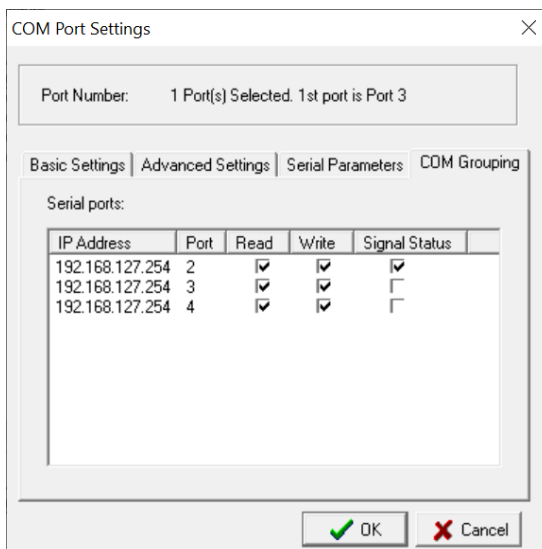 COM Port Settings
Port Number: 1 Port(s) Selected. 1st port is Port 3
Basic Settings Advanced Settings Serial Parameters COM Grouping
Serial ports:
IP Address Port Read Write Signal Status
192.168.127.254 2
192.168.127.254 3
192.168.127.254 4
OK Cancel